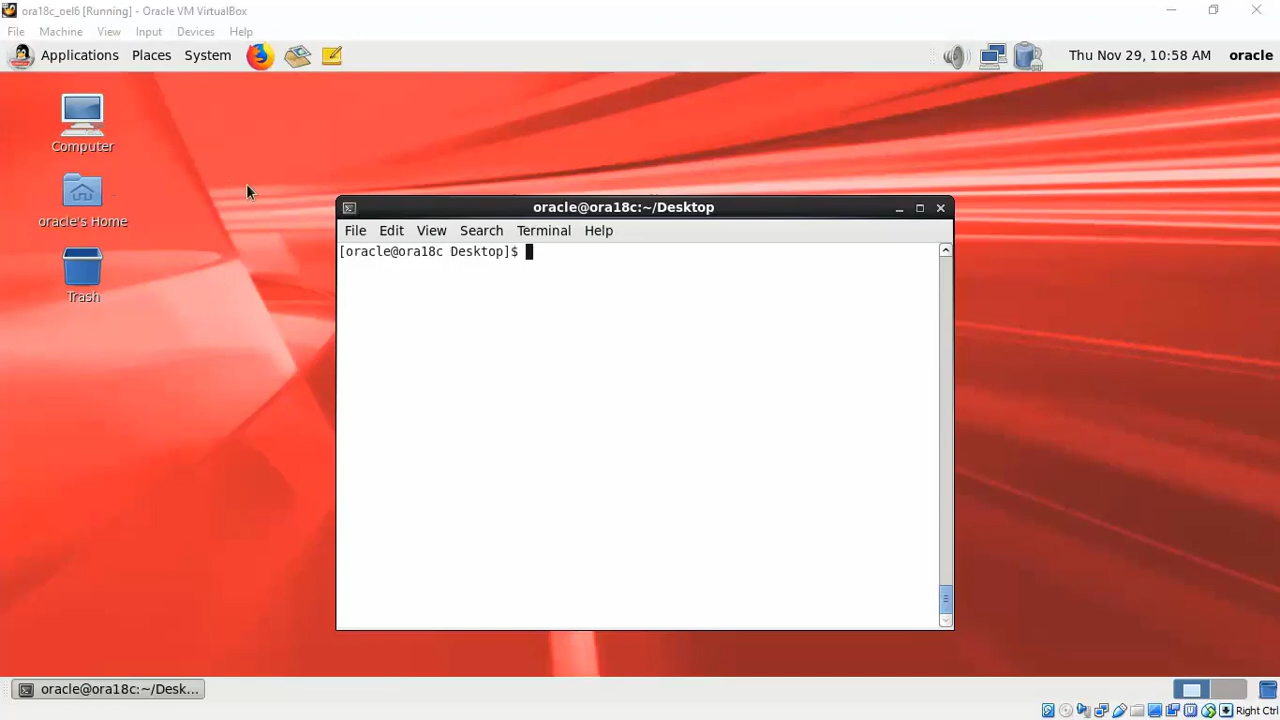 ora18c_oel6 [Running] - Oracle VM VirtualBox
File Machine View Input Devices Help
Applications Places System Thu Nov 29, 10:58 AM oracle
Computer
oracle's Home
Trash
oracle@ora18c:~/Desktop
File Edit View Search Terminal Help
[oracle@ora18c Desktop]$
oracle@ora18c:~/Desk...
Right Ctrl